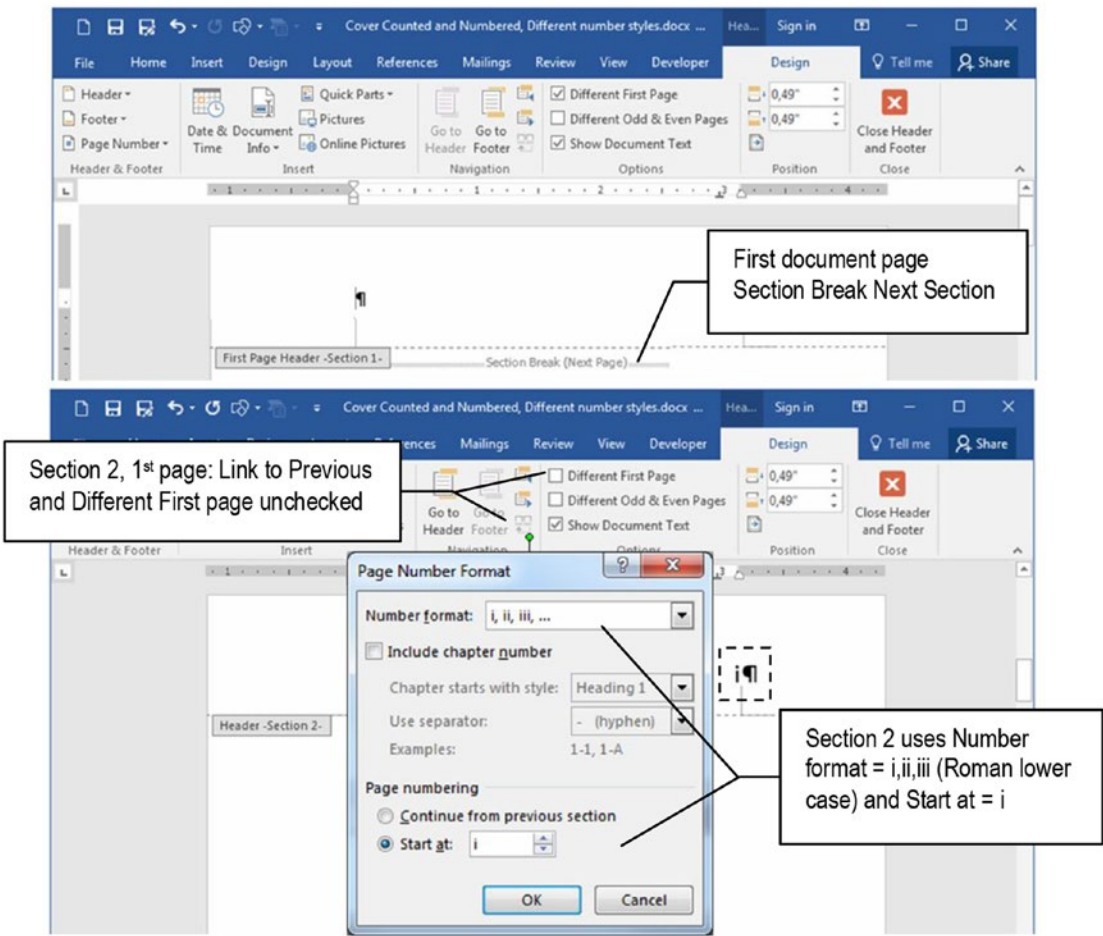 Cover Counted and Numbered, Different number styles.docx ... Hea... Sign in
File Home Insert Design Layout References Mailings Review View Developer Design Tell me Share
Header
Footer
Page Number
Header & Footer
Date & Time
Document Info
Quick Parts
Pictures
Online Pictures
Insert
Go to Header
Go to Footer
Navigation
Different First Page
Different Odd & Even Pages
Show Document Text
Options
0,49"
0,49"
Position
Close Header and Footer
Close
1 1 2 3 4
¶
First document page
Section Break Next Section
First Page Header -Section 1-
Section Break (Next Page)
Cover Counted and Numbered, Different number styles.docx ... Hea... Sign in
Mailings Review View Developer Design Tell me Share
Section 2, 1st page: Link to Previous
and Different First page unchecked
Go to Header
Go to Footer
Different First Page
Different Odd & Even Pages
Show Document Text
0,49"
0,49"
Close Header and Footer
Header & Footer Insert Navigation Options Position Close
1 3 4
Page Number Format
Number format: i, ii, iii, ...
Include chapter number
Chapter starts with style: Heading 1
Use separator: - (hyphen)
Examples: 1-1, 1-A
Page numbering
Continue from previous section
Start at: i
OK Cancel
i¶
Header -Section 2-
Section 2 uses Number
format = i,ii,iii (Roman lower
case) and Start at = i